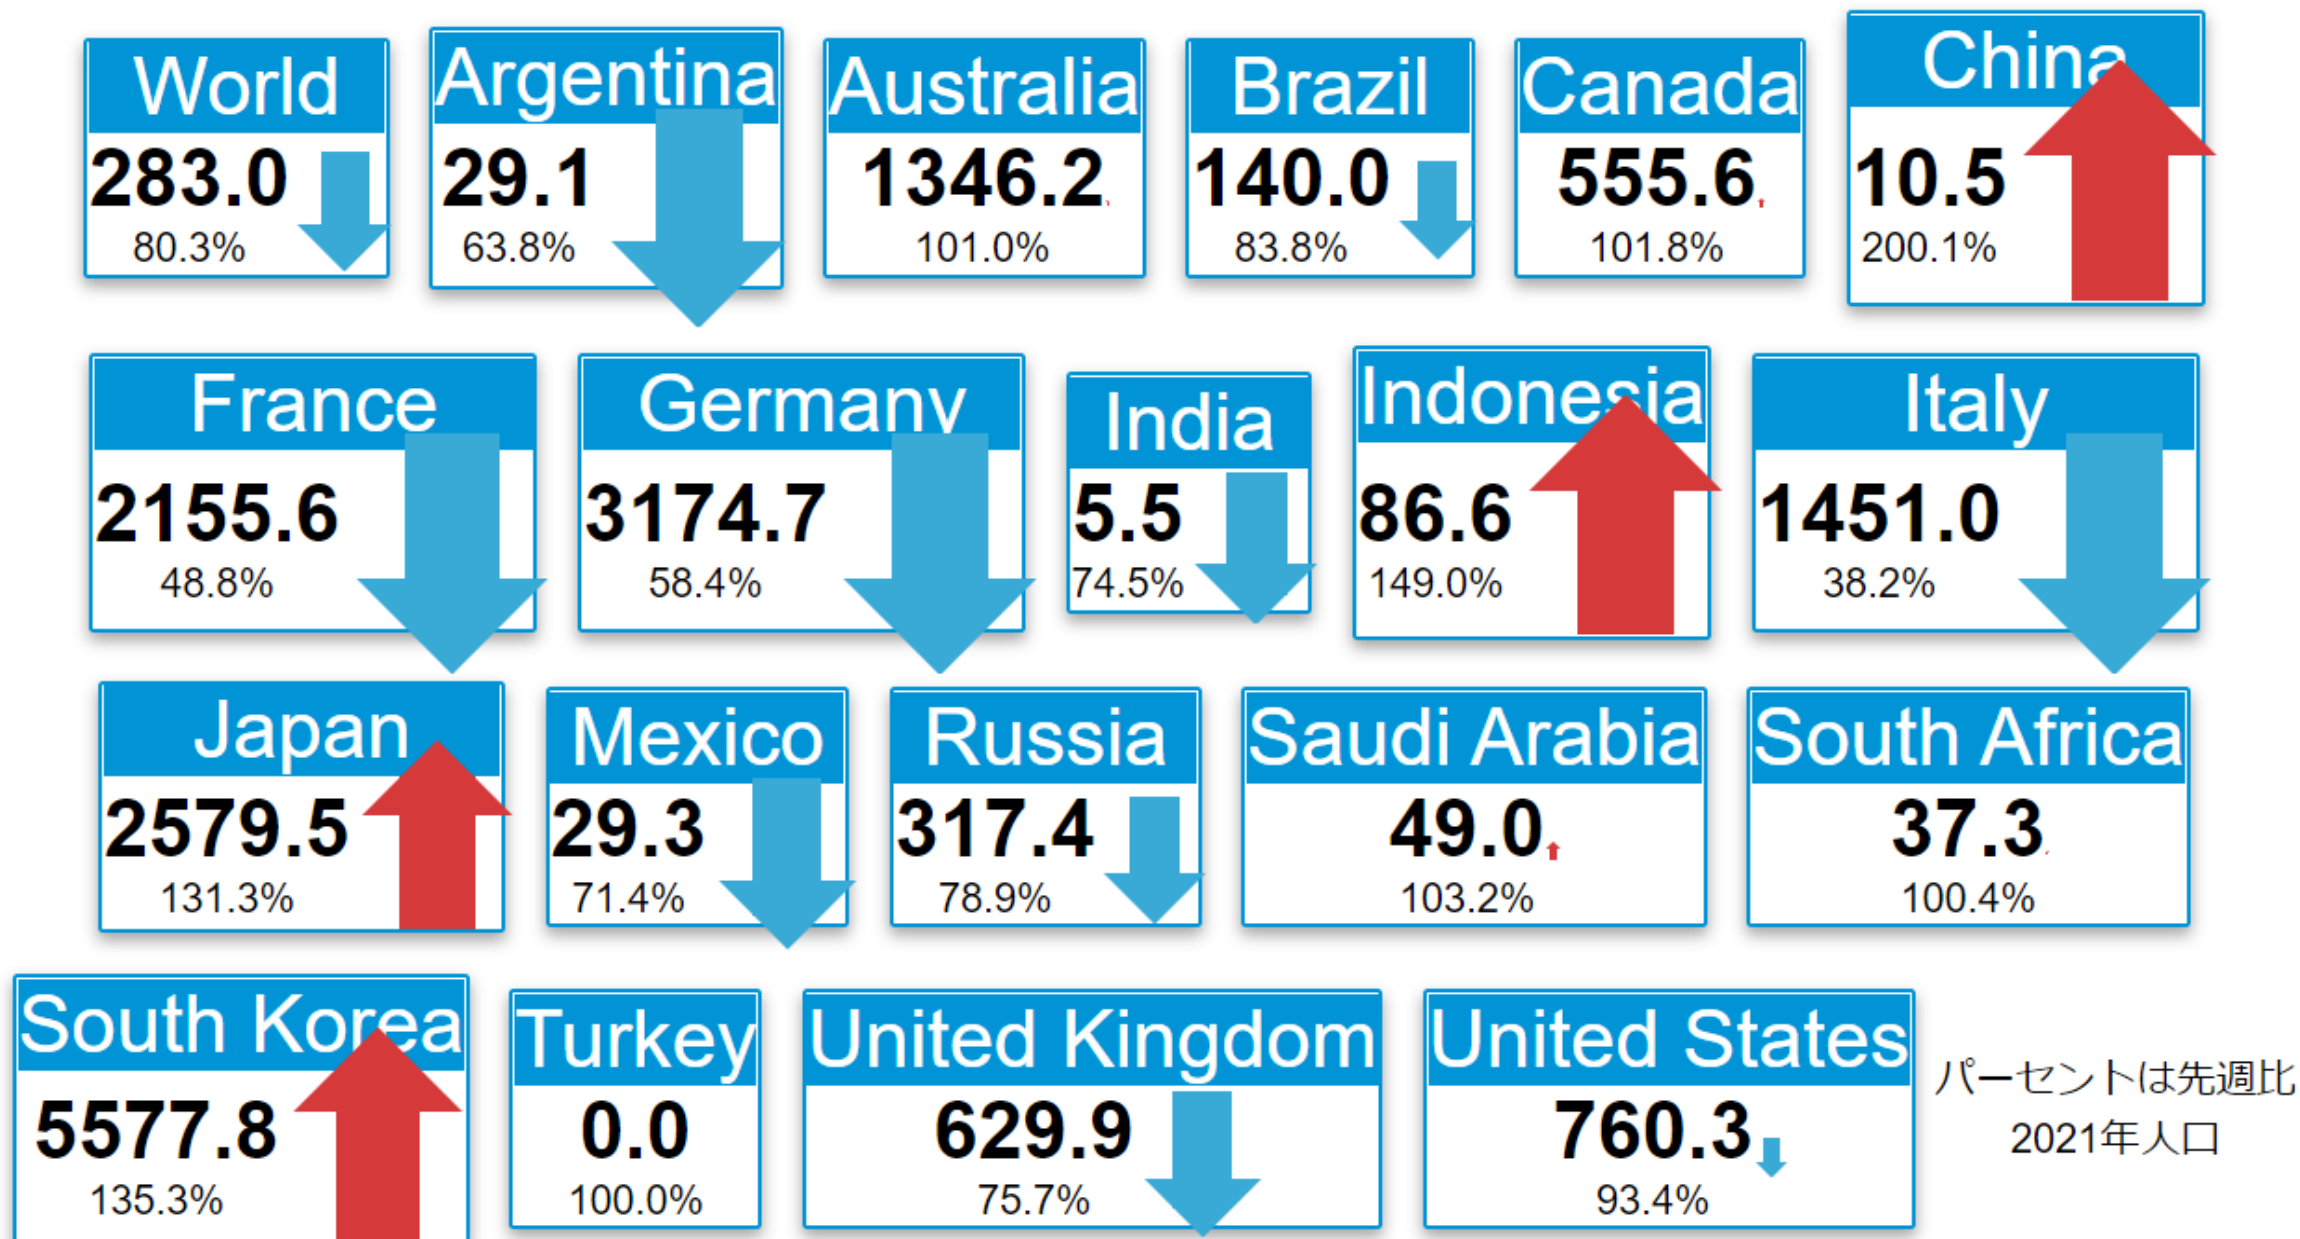 World
283.0
80.3%
Argentina
29.1
63.8%
Australia
1346.2
101.0%
Brazil
140.0
83.8%
Canada
555.6
101.8%
China
10.5
200.1%
France
2155.6
48.8%
Germany
3174.7
58.4%
India
5.5
74.5%
Indonesia
86.6
149.0%
Italy
1451.0
38.2%
Japan
2579.5
131.3%
Mexico
29.3
71.4%
Russia
317.4
78.9%
Saudi Arabia
49.0
103.2%
South Africa
37.3
100.4%
South Korea
5577.8
135.3%
Turkey
0.0
100.0%
United Kingdom
629.9
75.7%
United States
760.3
93.4%
パーセントは先週比
2021年人口